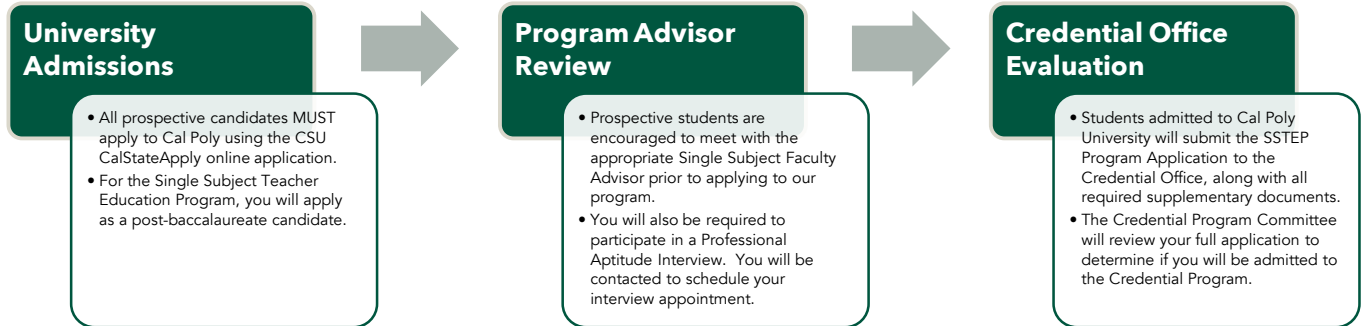 University
Admissions
• All prospective candidates MUST
apply to Cal Poly using the CSU
CalStateApply online application.
• For the Single Subject Teacher
Education Program, you will apply
as a post-baccalaureate candidate.
Program Advisor
Review
• Prospective students are
encouraged to meet with the
appropriate Single Subject Faculty
Advisor prior to applying to our
program.
• You will also be required to
participate in a Professional
Aptitude Interview.  You will be
contacted to schedule your
interview appointment.
Credential Office
Evaluation
• Students admitted to Cal Poly
University will submit the SSTEP
Program Application to the
Credential Office, along with all
required supplementary documents.
• The Credential Program Committee
will review your full application to
determine if you will be admitted to
the Credential Program.